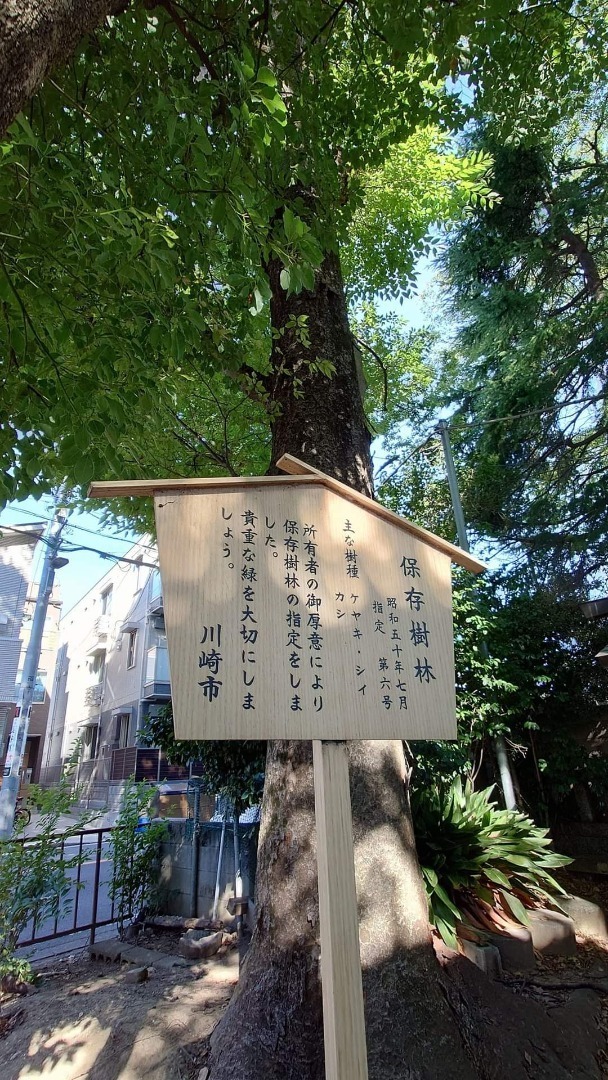 保存樹林
昭和五十年七月
指定　第六号
主な樹種　ケヤキ・シイ
カシ
所有者の御厚意により
保存樹林の指定をしま
した。
貴重な緑を大切にしま
しょう。
川崎市